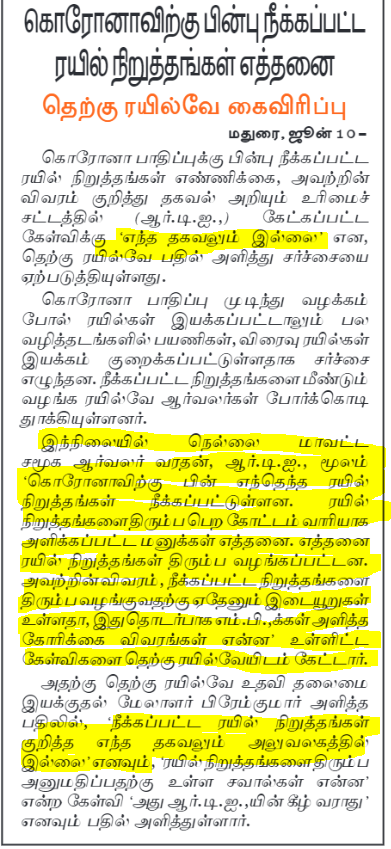 கொரோனாவிற்கு பின்பு நீக்கப்பட்ட
ரயில் நிறுத்தங்கள் எத்தனை
தெற்கு ரயில்வே கைவிரிப்பு
மதுரை, ஜூன் 10–
கொரோனா பாதிப்புக்கு பின்பு நீக்கப்பட்ட
ரயில் நிறுத்தங்கள் எண்ணிக்கை, அவற்றின்
விவரம் குறித்து தகவல் அறியும் உரிமைச்
சட்டத்தில் (ஆர்.டி.ஐ.,) கேட்கப்பட்ட
கேள்விக்கு 'எந்த தகவலும் இல்லை' என,
தெற்கு ரயில்வே பதில் அளித்து சர்ச்சையை
ஏற்படுத்தியுள்ளது.
கொரோனா பாதிப்பு முடிந்து வழக்கம்
போல் ரயில்கள் இயக்கப்பட்டாலும் பல
வழித்தடங்களில் பயணிகள், விரைவு ரயில்கள்
இயக்கம் குறைக்கப்பட்டுள்ளதாக சர்ச்சை
எழுந்தன. நீக்கப்பட்ட நிறுத்தங்களை மீண்டும்
வழங்க ரயில்வே ஆர்வலர்கள் போர்க்கொடி
தூக்கியுள்ளனர்.
இந்நிலையில் நெல்லை மாவட்ட
சமூக ஆர்வலர் வரதன், ஆர்.டி.ஐ., மூலம்
'கொரோனாவிற்கு பின் எந்தெந்த ரயில்
நிறுத்தங்கள் நீக்கப்பட்டுள்ளன. ரயில்
நிறுத்தங்களை திரும்ப பெற கோட்டம் வாரியாக
அளிக்கப்பட்ட மனுக்கள் எத்தனை. எத்தனை
ரயில் நிறுத்தங்கள் திரும்ப வழங்கப்பட்டன.
அவற்றின் விவரம், நீக்கப்பட்ட நிறுத்தங்களை
திரும்ப வழங்குவதற்கு ஏதேனும் இடையூறுகள்
உள்ளதா, இதுதொடர்பாக எம்.பி.,க்கள் அளித்த
கோரிக்கை விவரங்கள் என்ன' உள்ளிட்ட
கேள்விகளை தெற்கு ரயில்வேயிடம் கேட்டார்.
அதற்கு தெற்கு ரயில்வே உதவி தலைமை
இயக்குதல் மேலாளர் பிரேம்குமார் அளித்த
பதிலில், 'நீக்கப்பட்ட ரயில் நிறுத்தங்கள்
குறித்த எந்த தகவலும் அலுவலகத்தில்
இல்லை' எனவும், 'ரயில் நிறுத்தங்களை திரும்ப
அனுமதிப்பதற்கு உள்ள சவால்கள் என்ன'
என்ற கேள்வி 'அது ஆர்.டி.ஐ.,யின் கீழ் வராது'
எனவும் பதில் அளித்துள்ளார்.